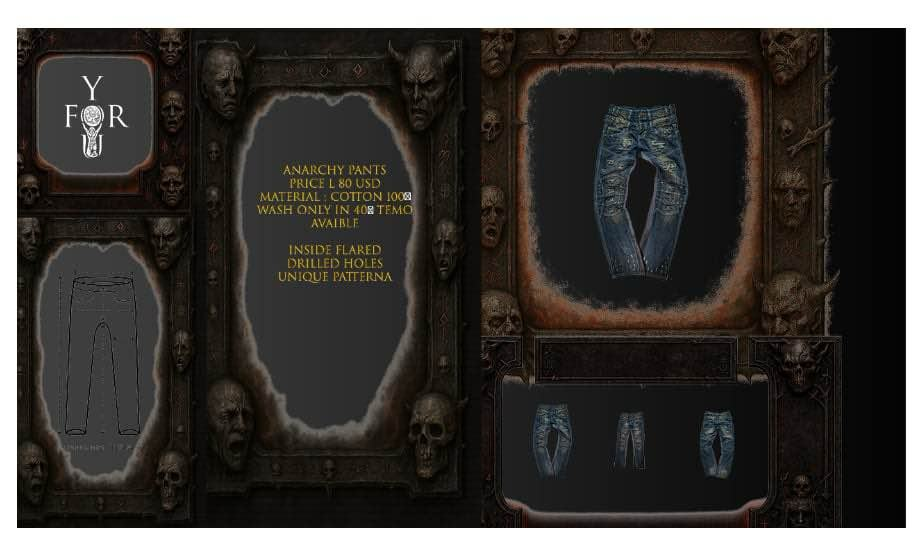 Y
FOR
U
ANARCHY PANTS
PRICE L 80 USD
MATERIAL : COTTON 100☒
WASH ONLY IN 40☒ TEMO
AVAIBLE
INSIDE FLARED
DRILLED HOLES
UNIQUE PATTERNA